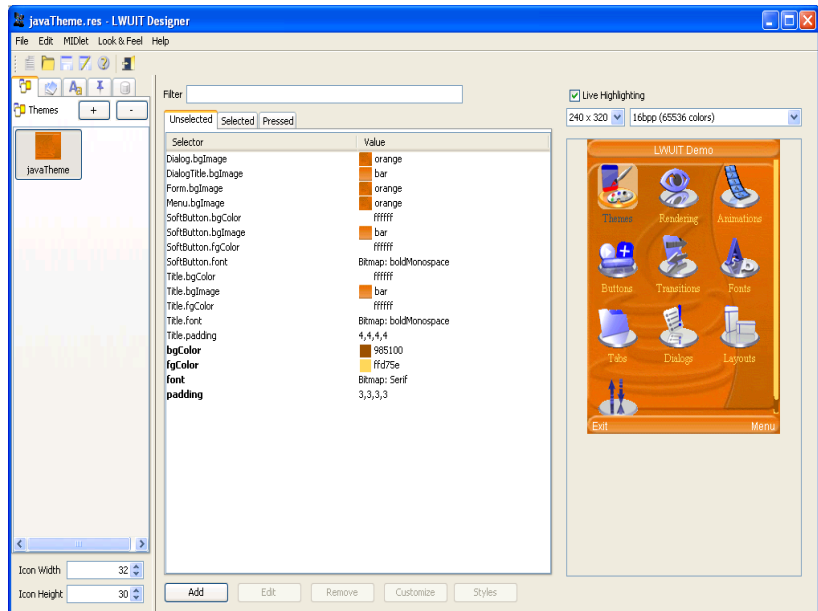 javaTheme.res - LWUIT Designer
File Edit MIDlet Look & Feel Help
Themes + -
javaTheme
Icon Width 32
Icon Height 30
Filter
Unselected Selected Pressed
Selector Value
Dialog.bgImage orange
DialogTitle.bgImage bar
Form.bgImage orange
Menu.bgImage orange
SoftButton.bgColor ffffff
SoftButton.bgImage bar
SoftButton.fgColor ffffff
SoftButton.font Bitmap: boldMonospace
Title.bgColor ffffff
Title.bgImage bar
Title.fgColor ffffff
Title.font Bitmap: boldMonospace
Title.padding 4,4,4,4
bgColor 985100
fgColor ffd75e
font Bitmap: Serif
padding 3,3,3,3
Add Edit Remove Customize Styles
Live Highlighting
240 x 320 16bpp (65536 colors)
LWUIT Demo
Themes Rendering Animations
Buttons Transitions Fonts
Tabs Dialogs Layouts
Exit Menu